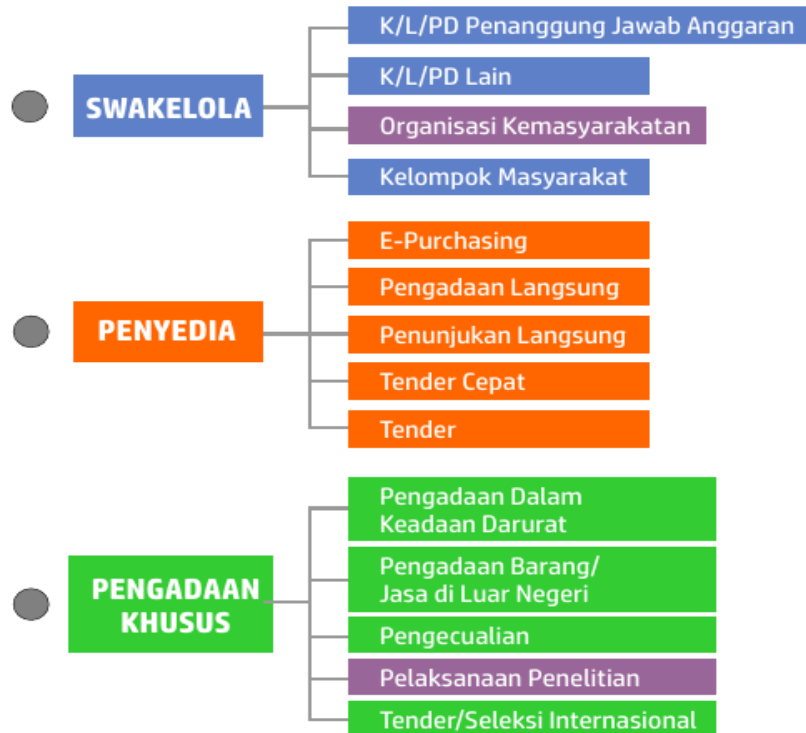 SWAKELOLA
K/L/PD Penanggung Jawab Anggaran
K/L/PD Lain
Organisasi Kemasyarakatan
Kelompok Masyarakat
PENYEDIA
E-Purchasing
Pengadaan Langsung
Penunjukan Langsung
Tender Cepat
Tender
PENGADAAN
KHUSUS
Pengadaan Dalam
Keadaan Darurat
Pengadaan Barang/
Jasa di Luar Negeri
Pengecualian
Pelaksanaan Penelitian
Tender/Seleksi Internasional